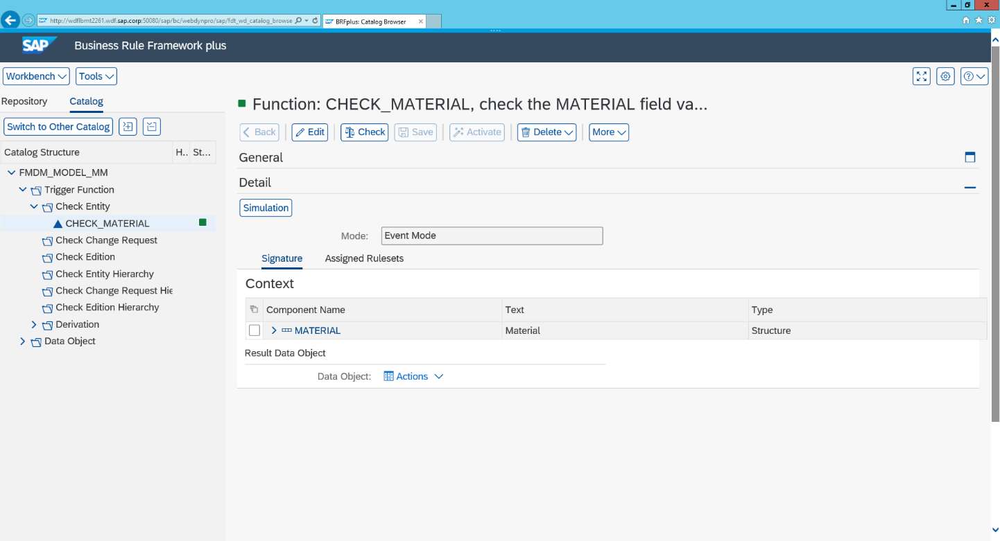 http://wdflbmt2261.wdf.sap.corp:50080/sap/bc/webdynpro/sap/fdt_wd_catalog_browse
BRFplus: Catalog Browser
SAP
Business Rule Framework plus
Workbench
Tools
Repository
Catalog
Switch to Other Catalog
Catalog Structure H.. St...
FMDM_MODEL_MM
Trigger Function
Check Entity
CHECK_MATERIAL
Check Change Request
Check Edition
Check Entity Hierarchy
Check Change Request Hie
Check Edition Hierarchy
Derivation
Data Object
Function: CHECK_MATERIAL, check the MATERIAL field va...
Back Edit Check Save Activate Delete More
General
Detail
Simulation
Mode: Event Mode
Signature Assigned Rulesets
Context
Component Name Text Type
MATERIAL Material Structure
Result Data Object
Data Object: Actions